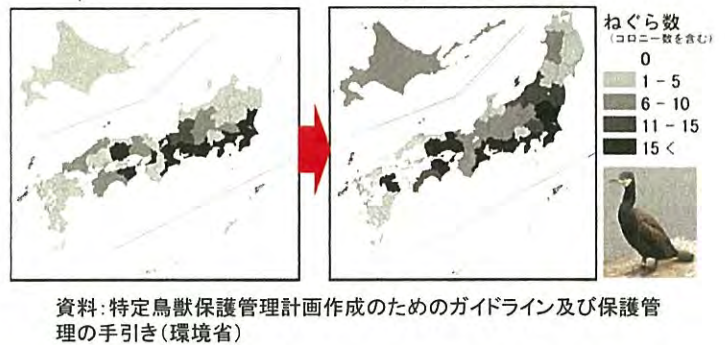 ねぐら数
(コロニー数を含む)
0
1 - 5
6 - 10
11 - 15
15 <
資料:特定鳥獣保護管理計画作成のためのガイドライン及び保護管
理の手引き(環境省)